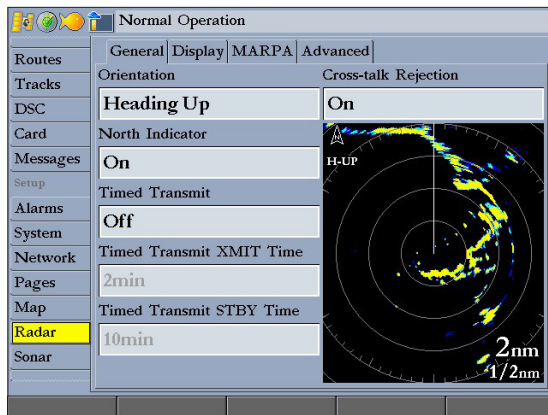 Normal Operation
General Display MARPA Advanced
Routes
Tracks
DSC
Card
Messages
Setup
Alarms
System
Network
Pages
Map
Radar
Sonar
Orientation
Heading Up
North Indicator
On
Timed Transmit
Off
Timed Transmit XMIT Time
2min
Timed Transmit STBY Time
10min
Cross-talk Rejection
On
N
H-UP
2nm
1/2nm